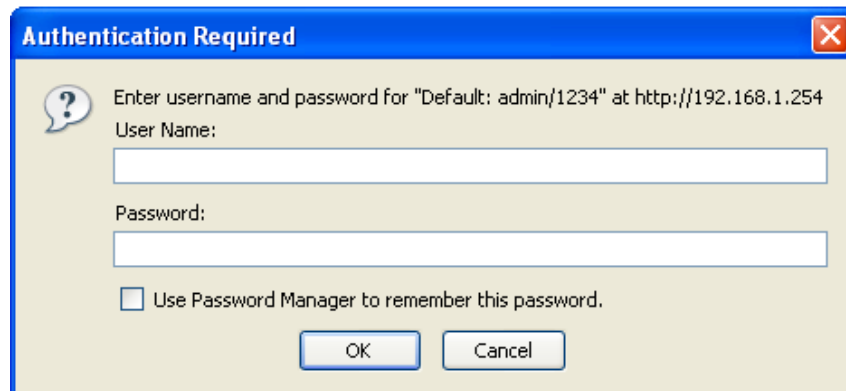 Authentication Required
Enter username and password for "Default: admin/1234" at http://192.168.1.254
User Name:
Password:
Use Password Manager to remember this password.
OK Cancel